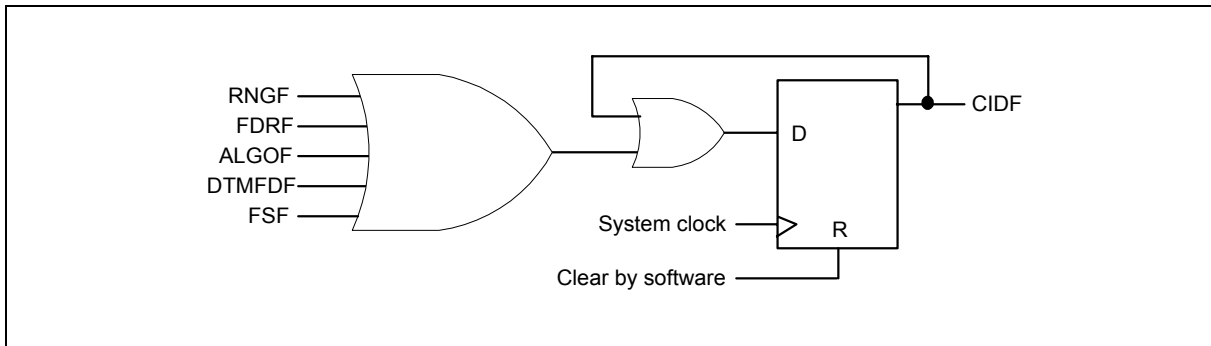 RNGF
FDRF
ALGOF
DTMFDF
FSF
D
CIDF
System clock
R
Clear by software